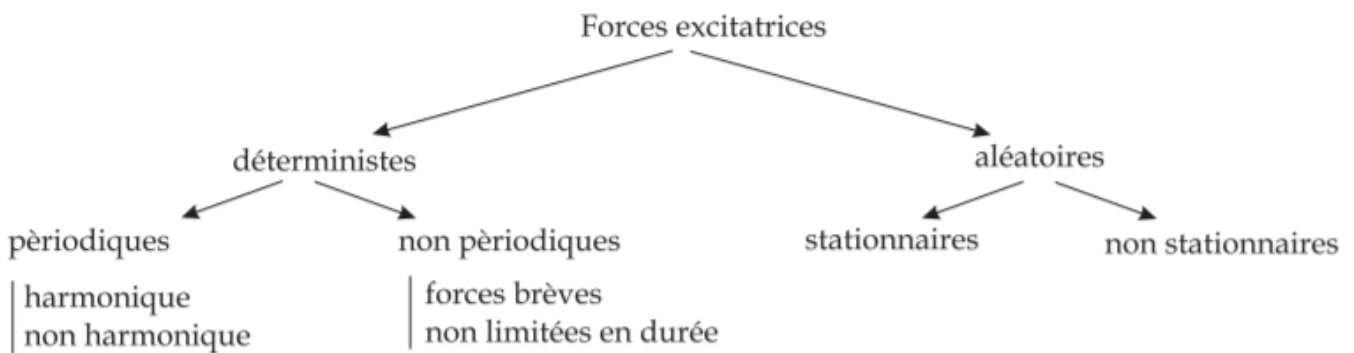 Forces excitatrices
déterministes
aléatoires
pèriodiques
non pèriodiques
stationnaires
non stationnaires
harmonique
non harmonique
forces brèves
non limitées en durée